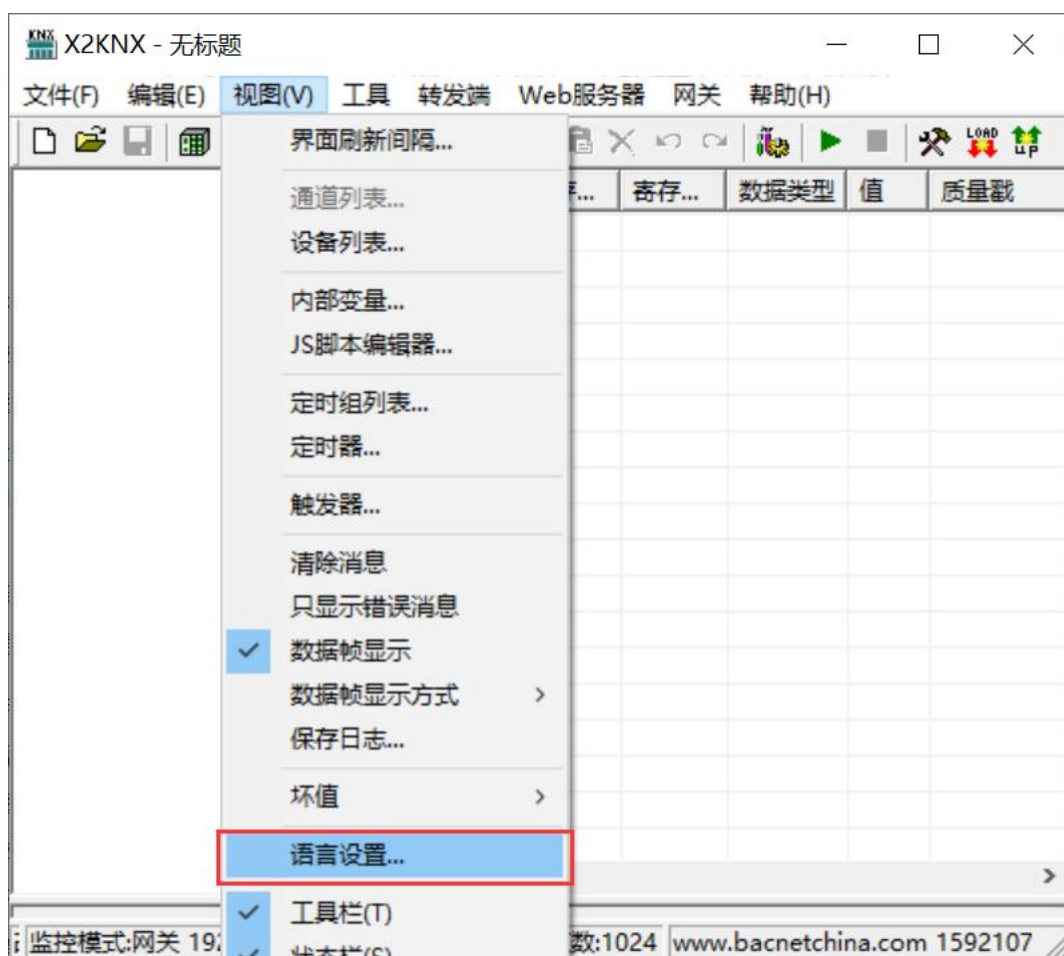 KNX X2KNX - 无标题
文件(F) 编辑(E) 视图(V) 工具 转发端 Web服务器 网关 帮助(H)
LOAD UP
界面刷新间隔...
寄存... 数据类型 值 质量戳
通道列表...
设备列表...
内部变量...
JS脚本编辑器...
定时组列表...
定时器...
触发器...
清除消息
只显示错误消息
数据帧显示
数据帧显示方式
保存日志...
坏值
语言设置...
工具栏(T)
状态栏(S)
监控模式:网关 192 数:1024 www.bacnetchina.com 1592107